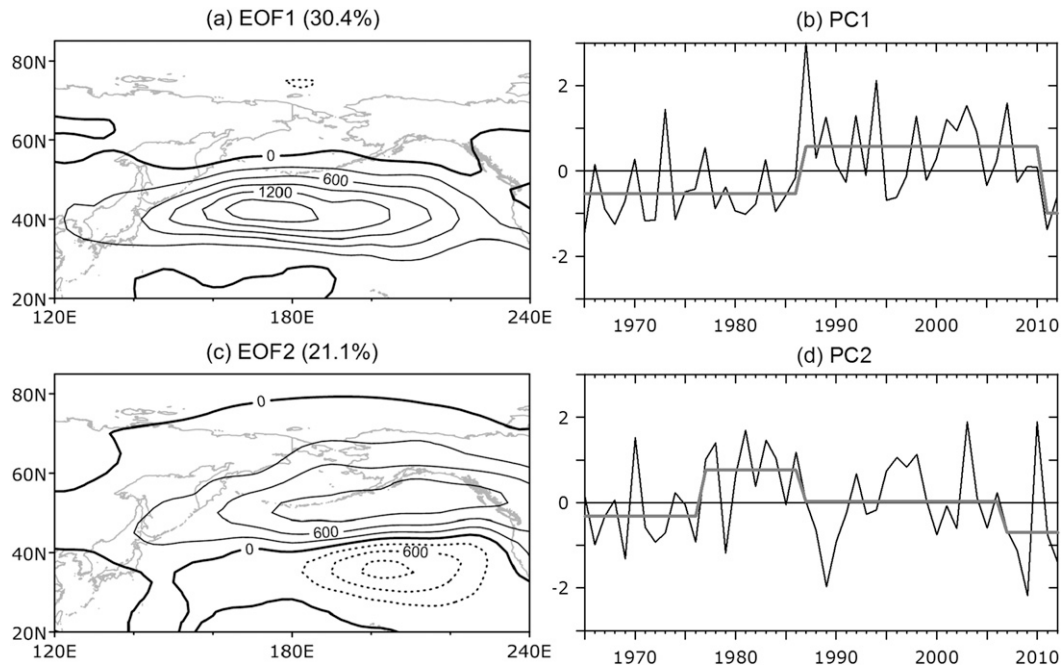 (a) EOF1 (30.4%)
80N
60N
40N
20N
120E
180E
240E
0
600
1200
(b) PC1
2
0
-2
1970
1980
1990
2000
2010
(c) EOF2 (21.1%)
80N
60N
40N
20N
120E
180E
240E
0
600
0
600
(d) PC2
2
0
-2
1970
1980
1990
2000
2010